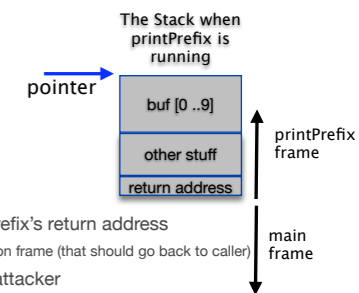 The Stack when
printPrefix is
running
pointer
buf [0 ..9]
other stuff
return address
printPrefix
frame
main
frame
refix's return address
on frame (that should go back to caller)
attacker